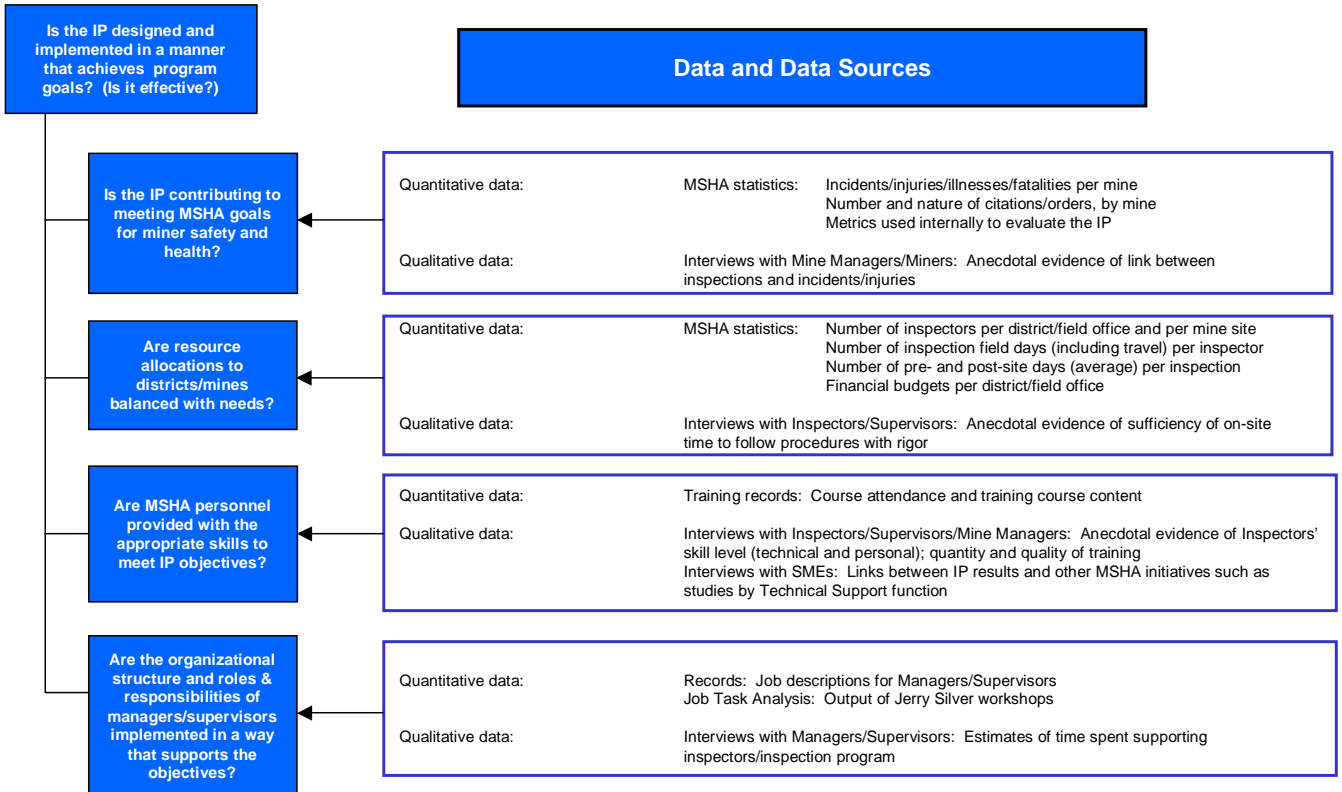 Is the IP designed and
implemented in a manner
that achieves program
goals? (Is it effective?)
Data and Data Sources
Is the IP contributing to
meeting MSHA goals
for miner safety and
health?
Quantitative data: MSHA statistics: Incidents/injuries/illnesses/fatalities per mine
Number and nature of citations/orders, by mine
Metrics used internally to evaluate the IP
Qualitative data: Interviews with Mine Managers/Miners: Anecdotal evidence of link between
inspections and incidents/injuries
Are resource
allocations to
districts/mines
balanced with needs?
Quantitative data: MSHA statistics: Number of inspectors per district/field office and per mine site
Number of inspection field days (including travel) per inspector
Number of pre- and post-site days (average) per inspection
Financial budgets per district/field office
Qualitative data: Interviews with Inspectors/Supervisors: Anecdotal evidence of sufficiency of on-site
time to follow procedures with rigor
Are MSHA personnel
provided with the
appropriate skills to
meet IP objectives?
Quantitative data: Training records: Course attendance and training course content
Qualitative data: Interviews with Inspectors/Supervisors/Mine Managers: Anecdotal evidence of Inspectors'
skill level (technical and personal); quantity and quality of training
Interviews with SMEs: Links between IP results and other MSHA initiatives such as
studies by Technical Support function
Are the organizational
structure and roles &
responsibilities of
managers/supervisors
implemented in a way
that supports the
objectives?
Quantitative data: Records: Job descriptions for Managers/Supervisors
Job Task Analysis: Output of Jerry Silver workshops
Qualitative data: Interviews with Managers/Supervisors: Estimates of time spent supporting
inspectors/inspection program